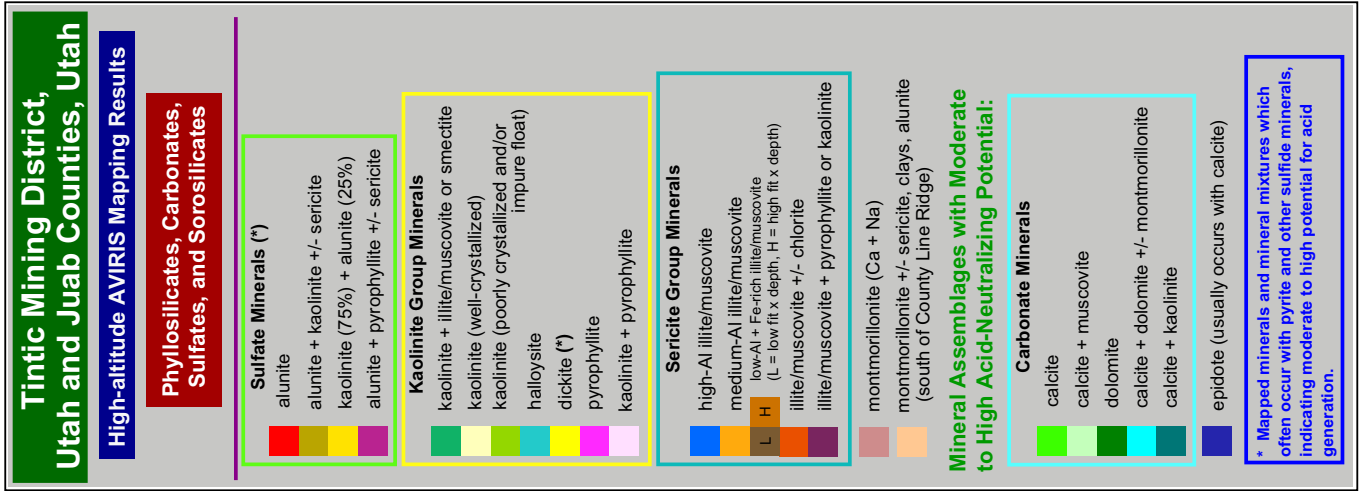 Tintic Mining District,
Utah and Juab Counties, Utah
High-altitude AVIRIS Mapping Results
Phyllosilicates, Carbonates,
Sulfates, and Sorosilicates
Sulfate Minerals (*)
alunite
alunite + kaolinite +/- sericite
kaolinite (75%) + alunite (25%)
alunite + pyrophyllite +/- sericite
Kaolinite Group Minerals
kaolinite + illite/muscovite or smectite
kaolinite (well-crystallized)
kaolinite (poorly crystallized and/or
impure float)
halloysite
dickite (*)
pyrophyllite
kaolinite + pyrophyllite
Sericite Group Minerals
high-Al illite/muscovite
medium-Al illite/muscovite
L H low-Al + Fe-rich illite/muscovite
(L = low fit x depth, H = high fit x depth)
illite/muscovite +/- chlorite
illite/muscovite + pyrophyllite or kaolinite
montmorillonite (Ca + Na)
montmorillonite +/- sericite, clays, alunite
(south of County Line Ridge)
Mineral Assemblages with Moderate
to High Acid-Neutralizing Potential:
Carbonate Minerals
calcite
calcite + muscovite
dolomite
calcite + dolomite +/- montmorillonite
calcite + kaolinite
epidote (usually occurs with calcite)
* Mapped minerals and mineral mixtures which
often occur with pyrite and other sulfide minerals,
indicating moderate to high potential for acid
generation.